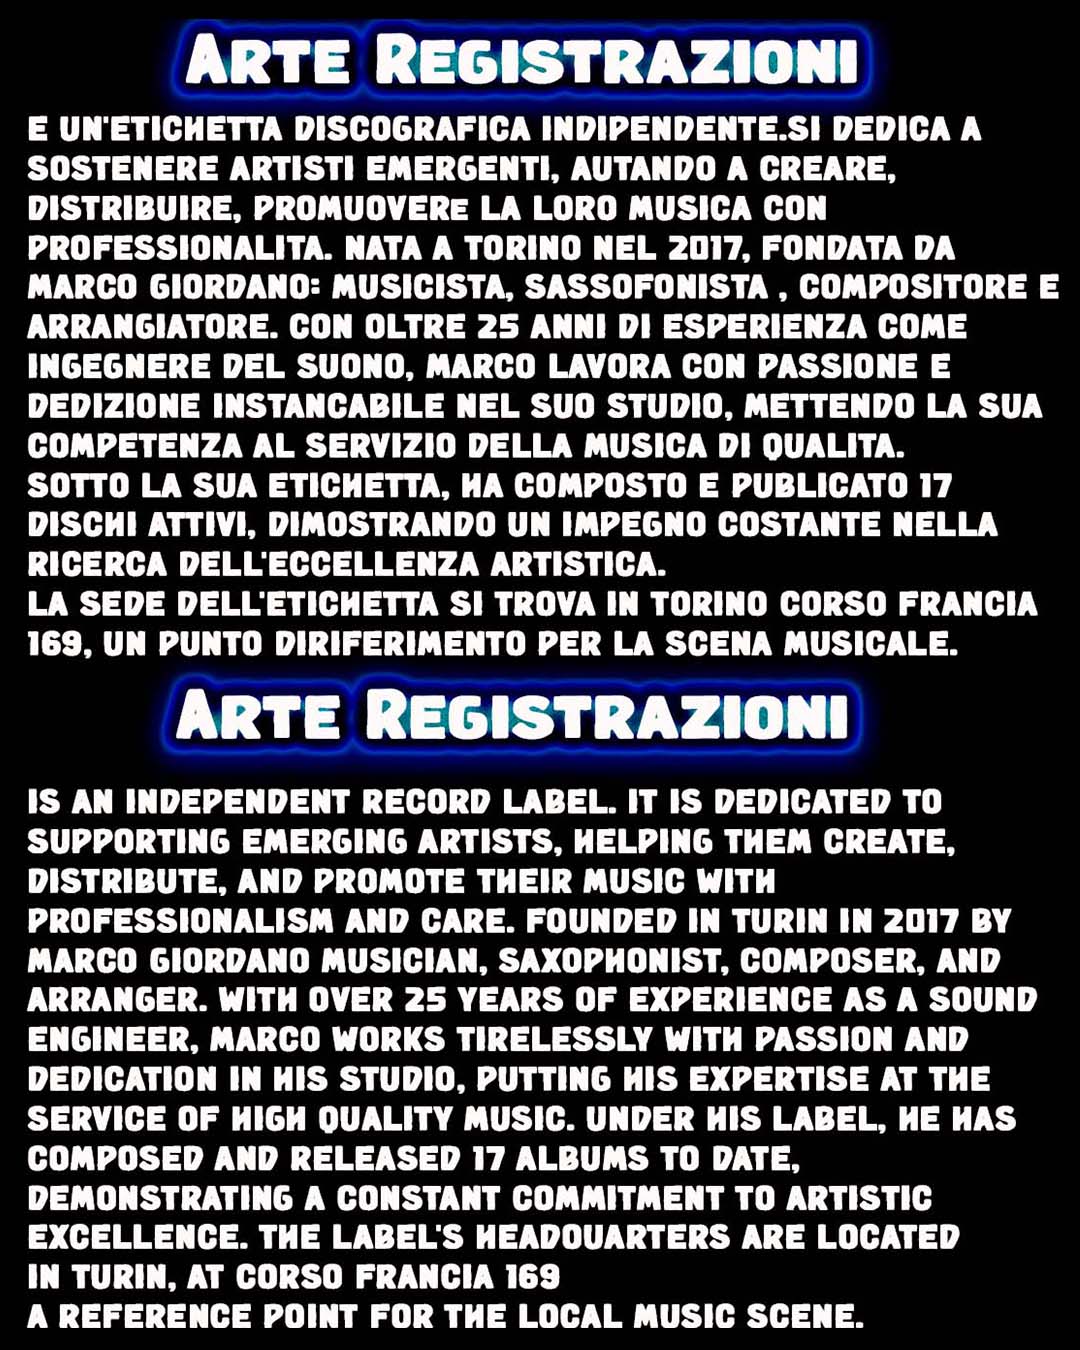 ARTE REGISTRAZIONI
E UN'ETICHETTA DISCOGRAFICA INDIPENDENTE.SI DEDICA A
SOSTENERE ARTISTI EMERGENTI, AUTANDO A CREARE,
DISTRIBUIRE, PROMUOVERE LA LORO MUSICA CON
PROFESSIONALITA. NATA A TORINO NEL 2017, FONDATA DA
MARCO GIORDANO: MUSICISTA, SASSOFONISTA , COMPOSITORE E
ARRANGIATORE. CON OLTRE 25 ANNI DI ESPERIENZA COME
INGEGNERE DEL SUONO, MARCO LAVORA CON PASSIONE E
DEDIZIONE INSTANCABILE NEL SUO STUDIO, METTENDO LA SUA
COMPETENZA AL SERVIZIO DELLA MUSICA DI QUALITA.
SOTTO LA SUA ETICHETTA, HA COMPOSTO E PUBLICATO 17
DISCHI ATTIVI, DIMOSTRANDO UN IMPEGNO COSTANTE NELLA
RICERCA DELL'ECCELLENZA ARTISTICA.
LA SEDE DELL'ETICHETTA SI TROVA IN TORINO CORSO FRANCIA
169, UN PUNTO DIRIFERIMENTO PER LA SCENA MUSICALE.
ARTE REGISTRAZIONI
IS AN INDEPENDENT RECORD LABEL. IT IS DEDICATED TO
SUPPORTING EMERGING ARTISTS, HELPING THEM CREATE,
DISTRIBUTE, AND PROMOTE THEIR MUSIC WITH
PROFESSIONALISM AND CARE. FOUNDED IN TURIN IN 2017 BY
MARCO GIORDANO MUSICIAN, SAXOPHONIST, COMPOSER, AND
ARRANGER. WITH OVER 25 YEARS OF EXPERIENCE AS A SOUND
ENGINEER, MARCO WORKS TIRELESSLY WITH PASSION AND
DEDICATION IN HIS STUDIO, PUTTING HIS EXPERTISE AT THE
SERVICE OF HIGH QUALITY MUSIC. UNDER HIS LABEL, HE HAS
COMPOSED AND RELEASED 17 ALBUMS TO DATE,
DEMONSTRATING A CONSTANT COMMITMENT TO ARTISTIC
EXCELLENCE. THE LABEL'S HEADQUARTERS ARE LOCATED
IN TURIN, AT CORSO FRANCIA 169
A REFERENCE POINT FOR THE LOCAL MUSIC SCENE.